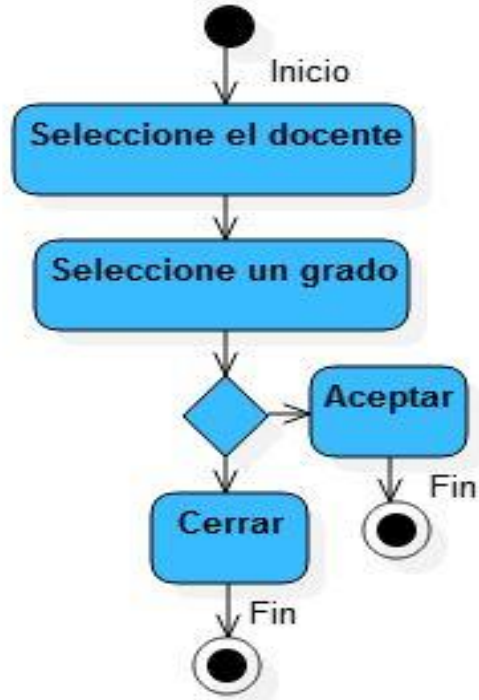 Inicio
Seleccione el docente
Seleccione un grado
Aceptar
Fin
Cerrar
Fin